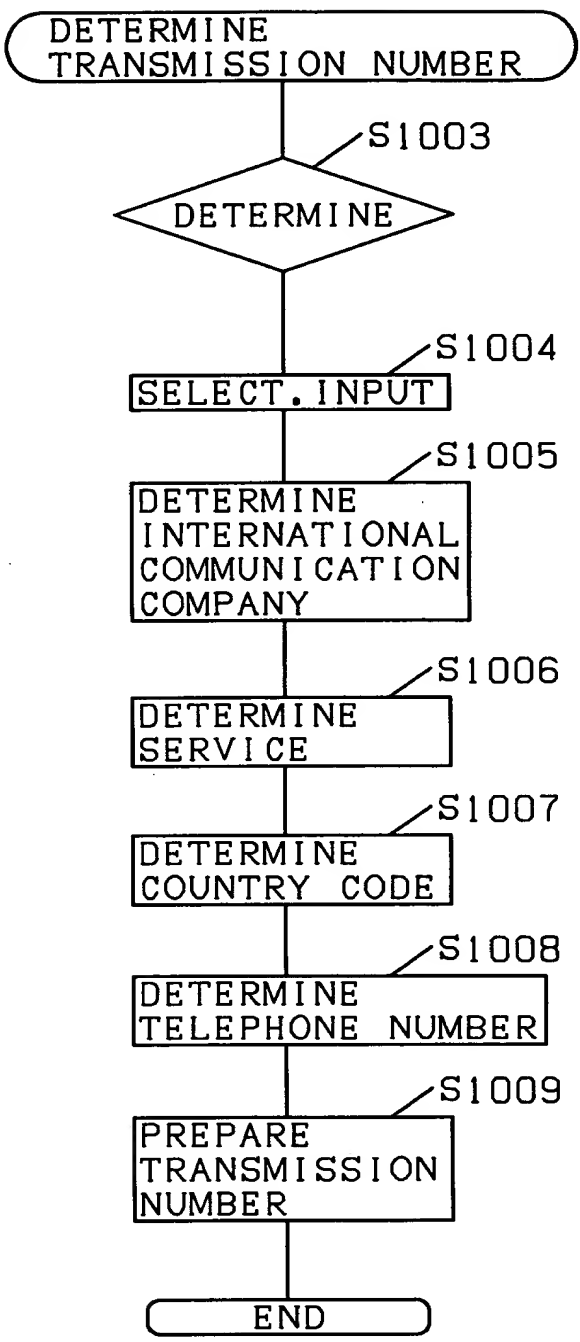 DETERMINE
TRANSMISSION NUMBER
S1003
DETERMINE
S1004
SELECT.INPUT
S1005
DETERMINE
INTERNATIONAL
COMMUNICATION
COMPANY
S1006
DETERMINE
SERVICE
S1007
DETERMINE
COUNTRY CODE
S1008
DETERMINE
TELEPHONE NUMBER
S1009
PREPARE
TRANSMISSION
NUMBER
END